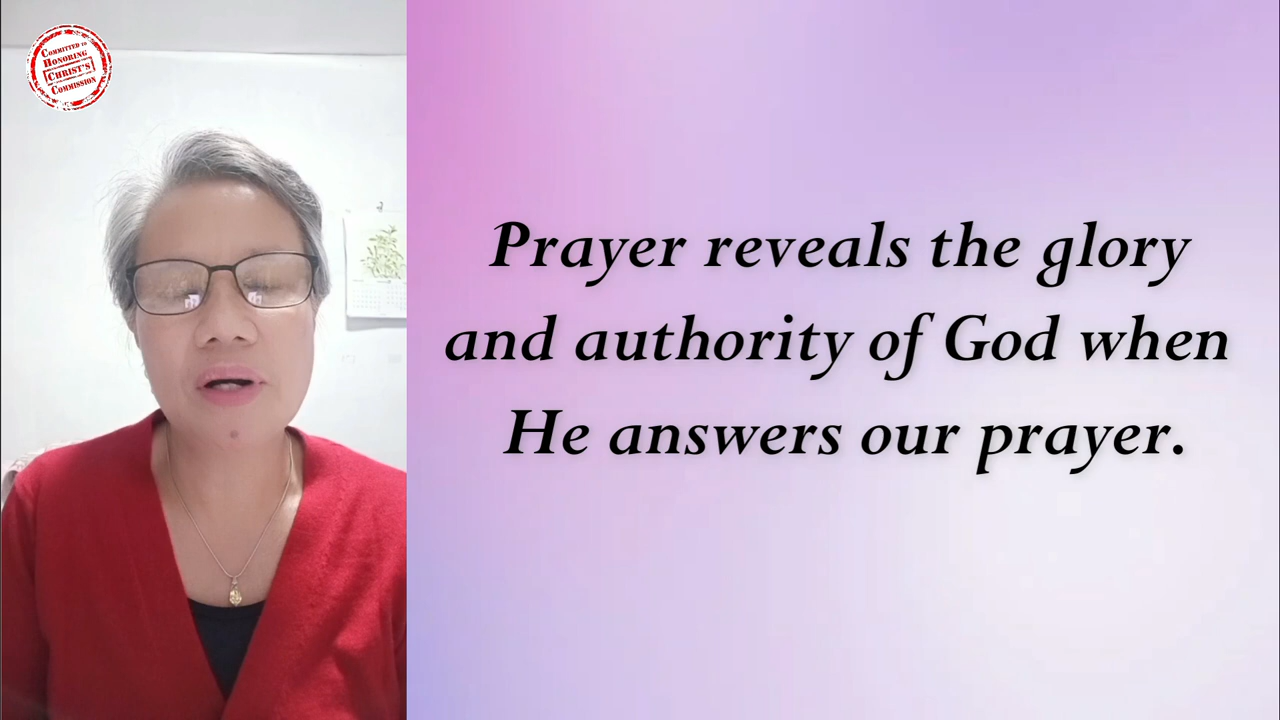 COMMITTED TO
HONORING
CHRIST'S
COMMISSION
Prayer reveals the glory
and authority of God when
He answers our prayer.